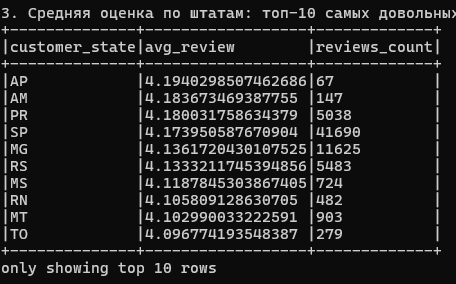 3. Средняя оценка по штатам: топ-10 самых довольных
+--------------+------------------+-------------+
|customer_state|avg_review        |reviews_count|
+--------------+------------------+-------------+
|AP            |4.1940298507462686|67           |
|AM            |4.183673469387755 |147          |
|PR            |4.180031758634379 |5038         |
|SP            |4.173950587670904 |41690        |
|MG            |4.1361720430107525|11625        |
|RS            |4.1333211745394856|5483         |
|MS            |4.1187845303867405|724          |
|RN            |4.105809128630705 |482          |
|MT            |4.102990033222591 |903          |
|TO            |4.096774193548387 |279          |
+--------------+------------------+-------------+
only showing top 10 rows